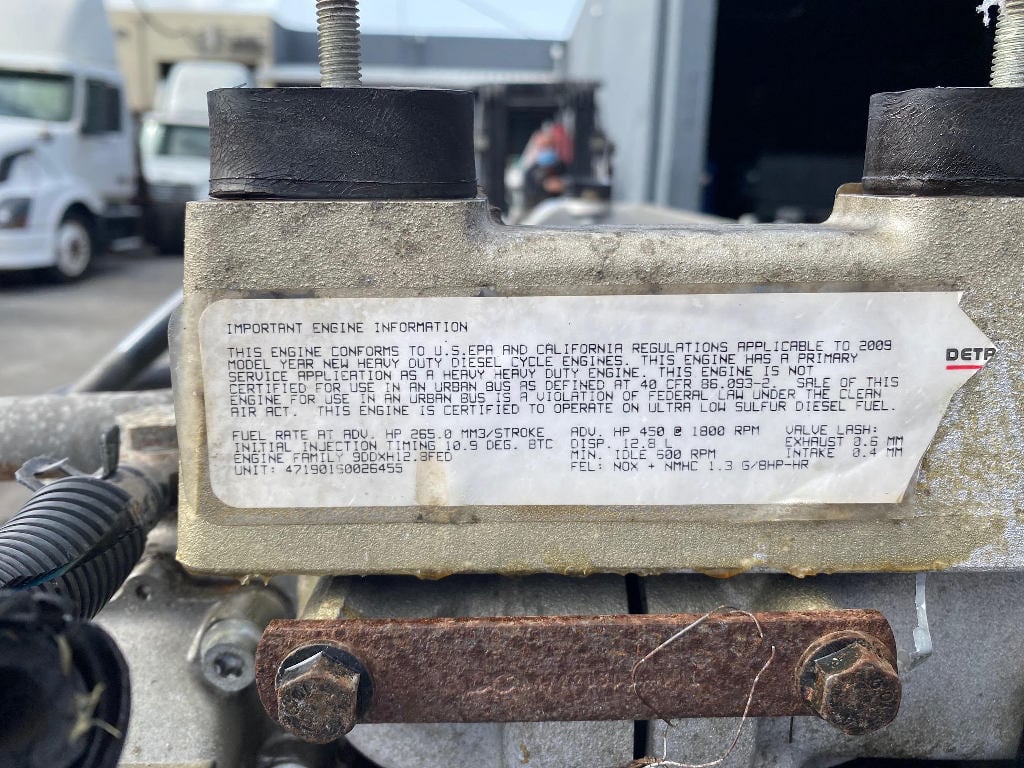 IMPORTANT ENGINE INFORMATION
THIS ENGINE CONFORMS TO U.S.EPA AND CALIFORNIA REGULATIONS APPLICABLE TO 2009
MODEL YEAR NEW HEAVY DUTY DIESEL CYCLE ENGINES. THIS ENGINE HAS A PRIMARY
SERVICE APPLICATION AS A HEAVY HEAVY DUTY ENGINE. THIS ENGINE IS NOT
CERTIFIED FOR USE IN AN URBAN BUS AS DEFINED AT 40 CFR 86.093-2. SALE OF THIS
ENGINE FOR USE IN AN URBAN BUS IS A VIOLATION OF FEDERAL LAW UNDER THE CLEAN
AIR ACT. THIS ENGINE IS CERTIFIED TO OPERATE ON ULTRA LOW SULFUR DIESEL FUEL.
FUEL RATE AT ADV. HP 265.0 MM3/STROKE ADV. HP 450 @ 1800 RPM VALVE LASH:
INITIAL INJECTION TIMING 10.9 DEG. BTC DISP. 12.8 L EXHAUST 0.6 MM
ENGINE FAMILY 9DDXH12.8FED MIN. IDLE 600 RPM INTAKE 0.4 MM
UNIT: 471901S0026455 FEL: NOX + NMHC 1.3 G/BHP-HR
DETR